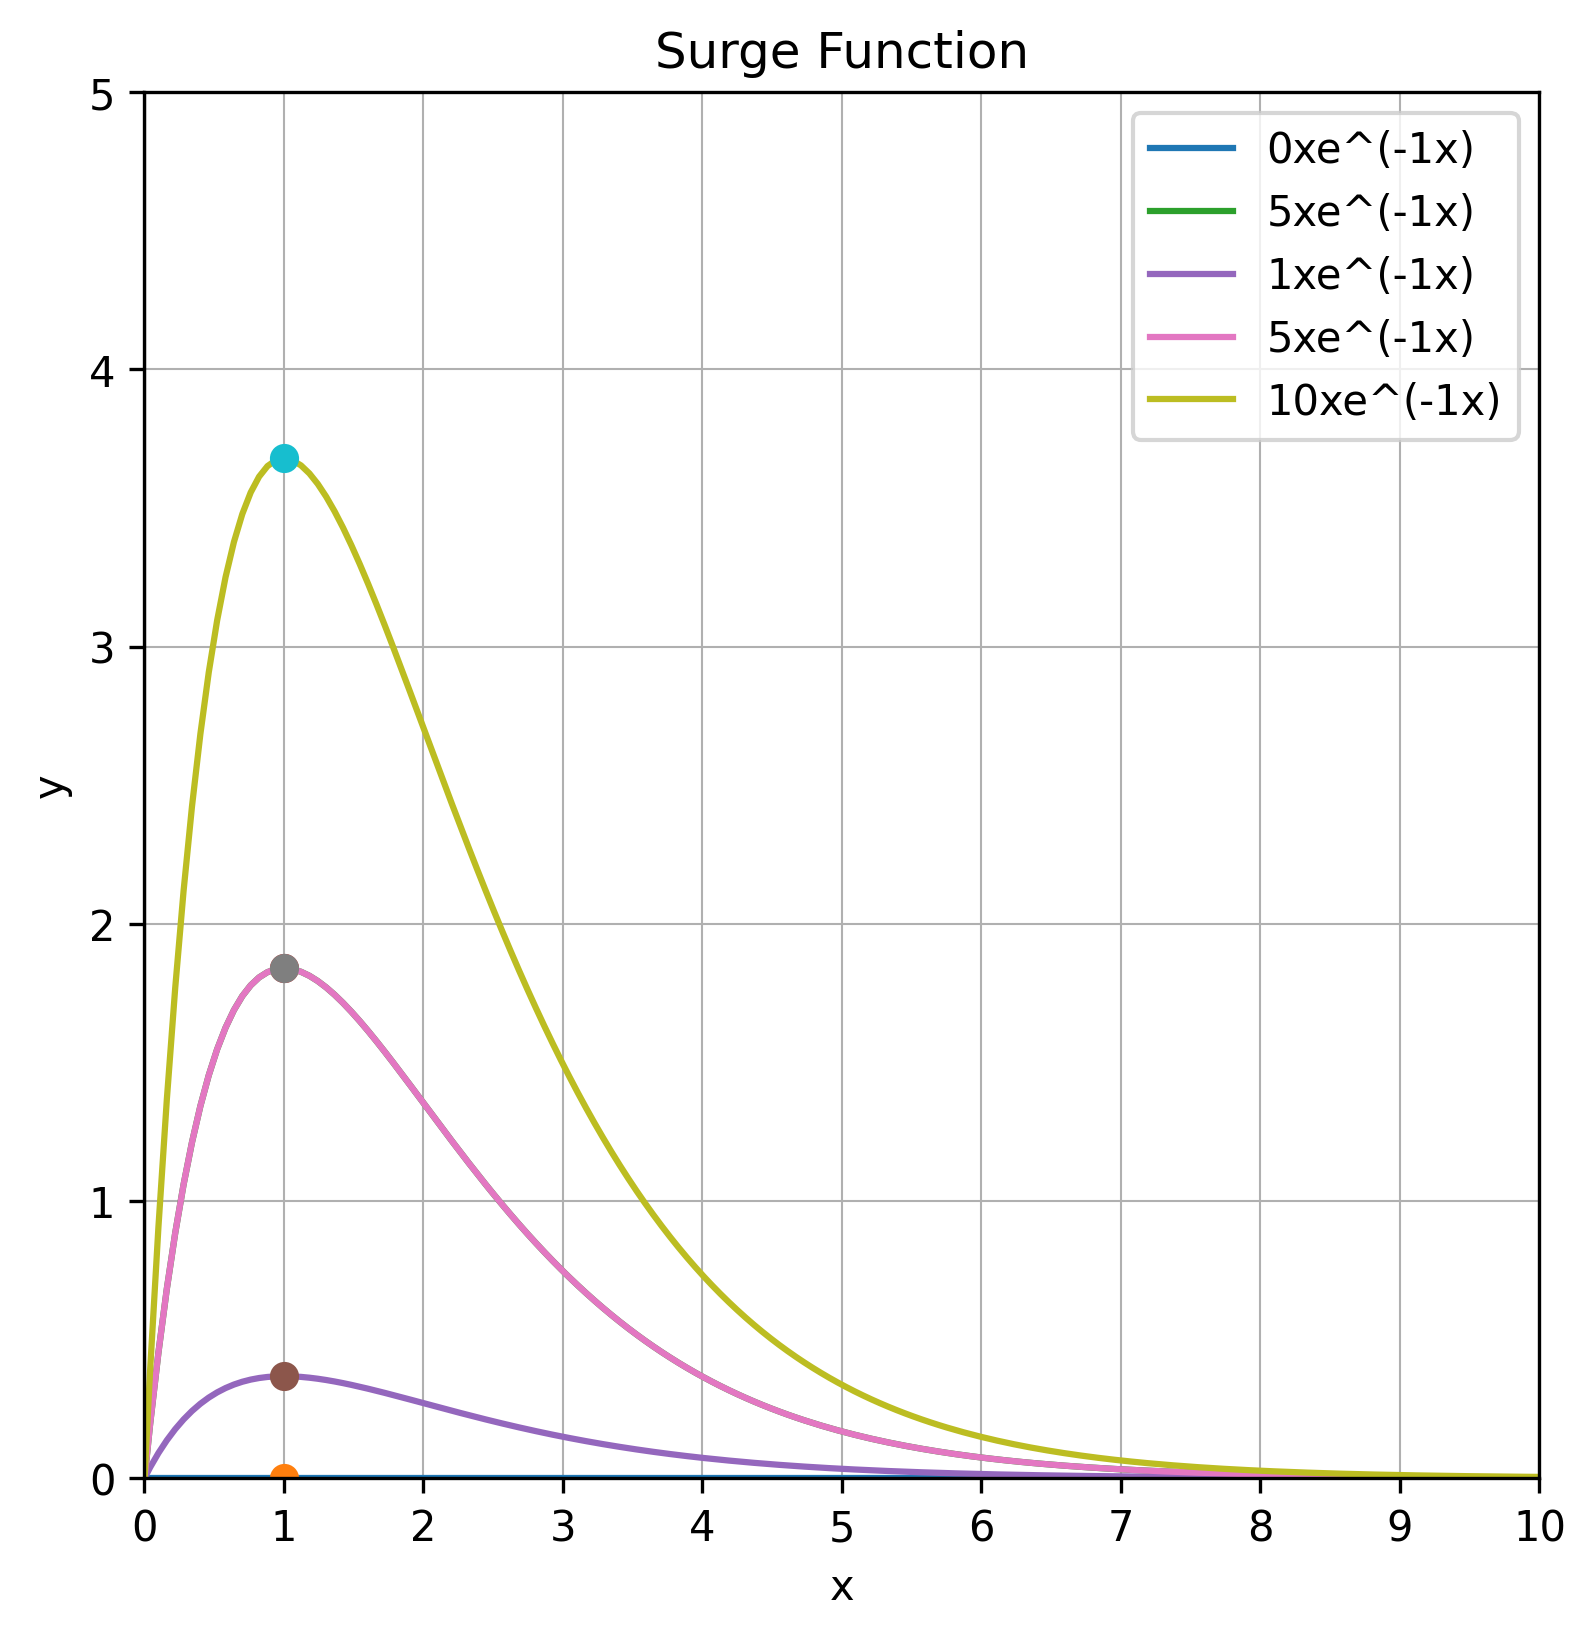 Surge Function
0xe^(-1x)
5xe^(-1x)
1xe^(-1x)
5xe^(-1x)
10xe^(-1x)
5
4
3
2
1
0
y
0 1 2 3 4 5 6 7 8 9 10
x